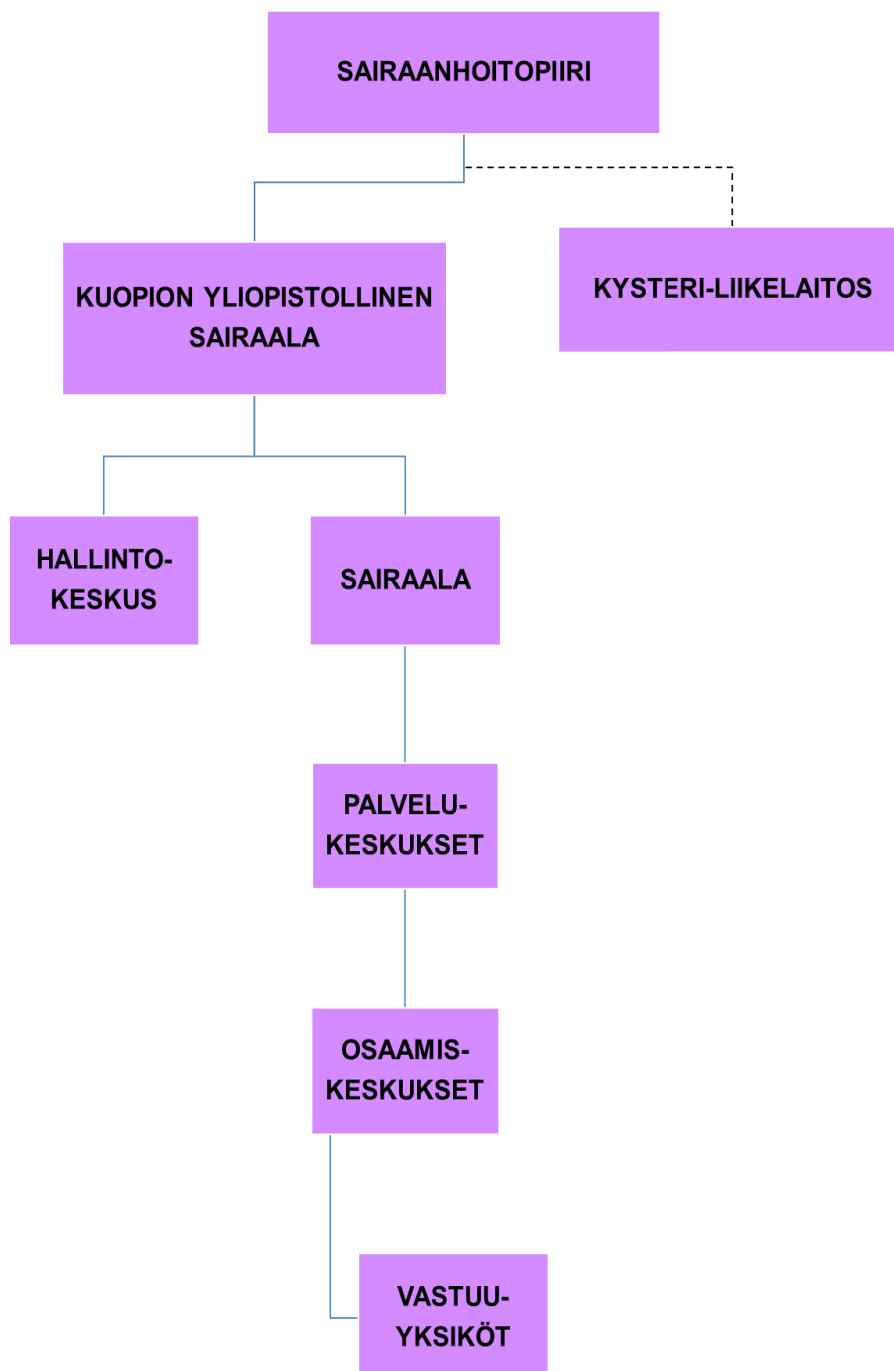 SAIRAANHOITOPIIRI
KUOPION YLIOPISTOLLINEN
SAIRAALA
KYSTERI-LIIKELAITOS
HALLINTO-
KESKUS
SAIRAALA
PALVELU-
KESKUKSET
OSAAMIS-
KESKUKSET
VASTUU-
YKSIKÖT